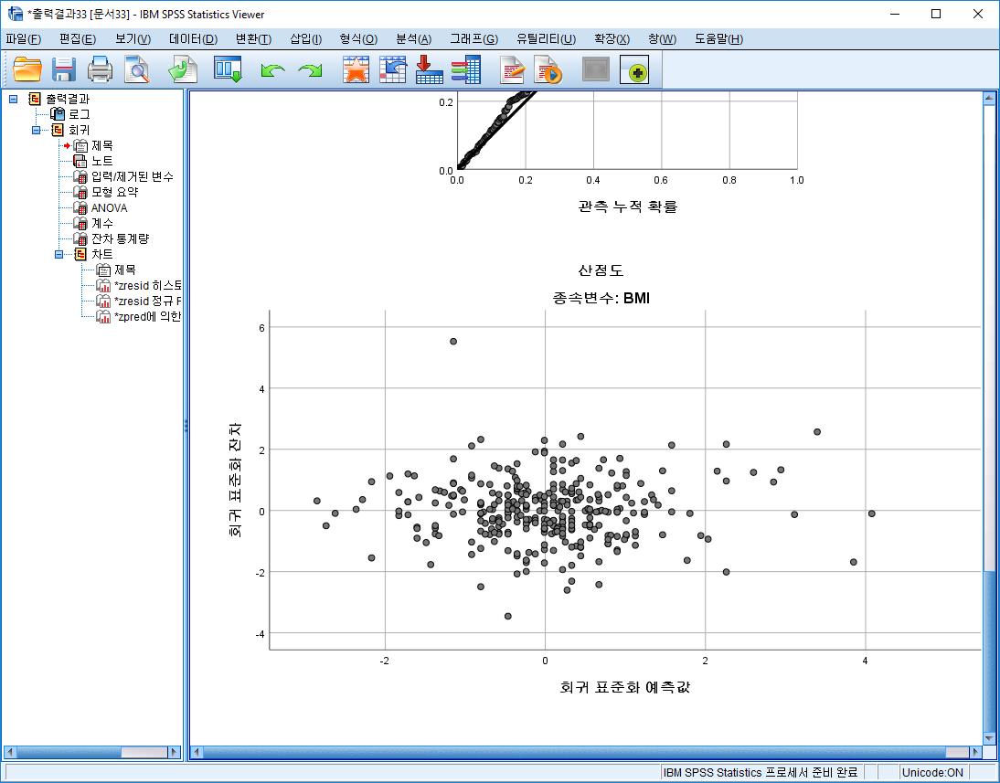 *출력결과33 [문서33] - IBM SPSS Statistics Viewer
파일(F) 편집(E) 보기(V) 데이터(D) 변환(T) 삽입(I) 형식(O) 분석(A) 그래프(G) 유틸리티(U) 확장(X) 창(W) 도움말(H)
출력결과
로그
회귀
제목
노트
입력/제거된 변수
모형 요약
ANOVA
계수
잔차 통계량
차트
제목
*zresid 히스토
*zresid 정규 P
*zpred에 의한
0.2
0.0
0.0 0.2 0.4 0.6 0.8 1.0
관측 누적 확률
산점도
종속변수: BMI
회귀 표준화 잔차
6
4
2
0
-2
-4
-2 0 2 4
회귀 표준화 예측값
IBM SPSS Statistics 프로세서 준비 완료 Unicode:ON